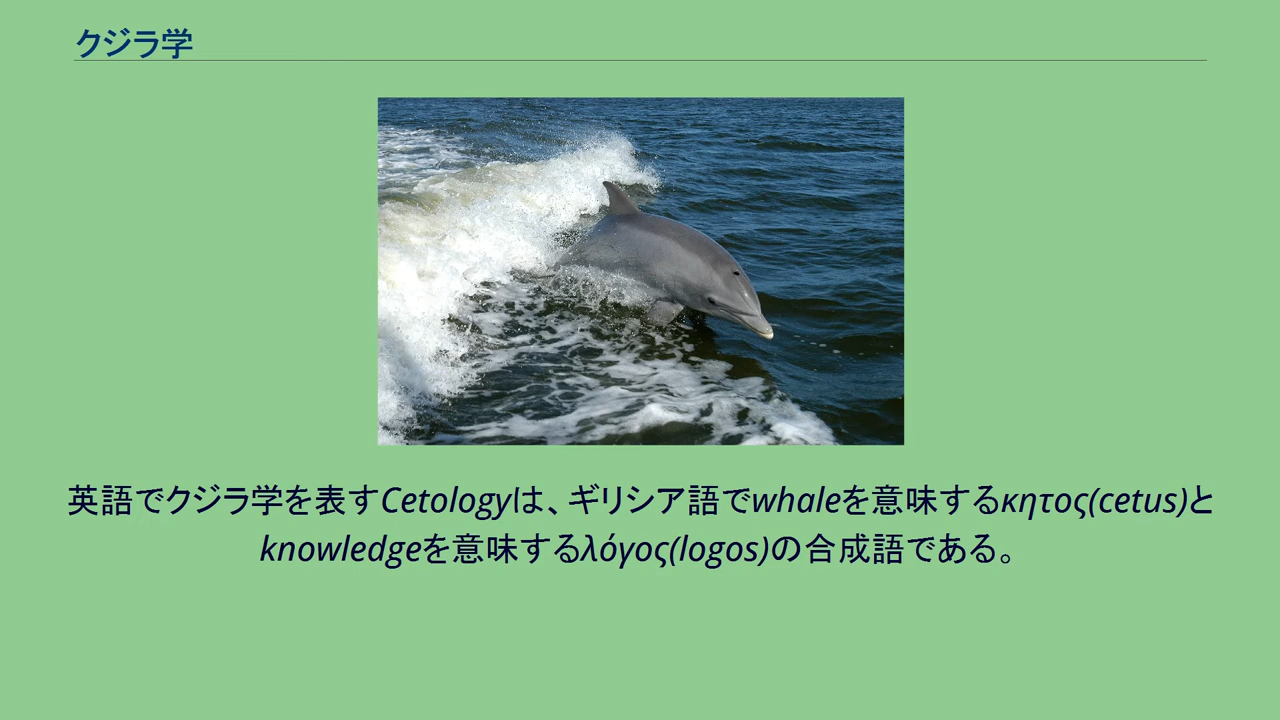 クジラ学
英語でクジラ学を表すCetologyは、ギリシア語でwhaleを意味するκητος(cetus)と
knowledgeを意味するλόγος(logos)の合成語である。